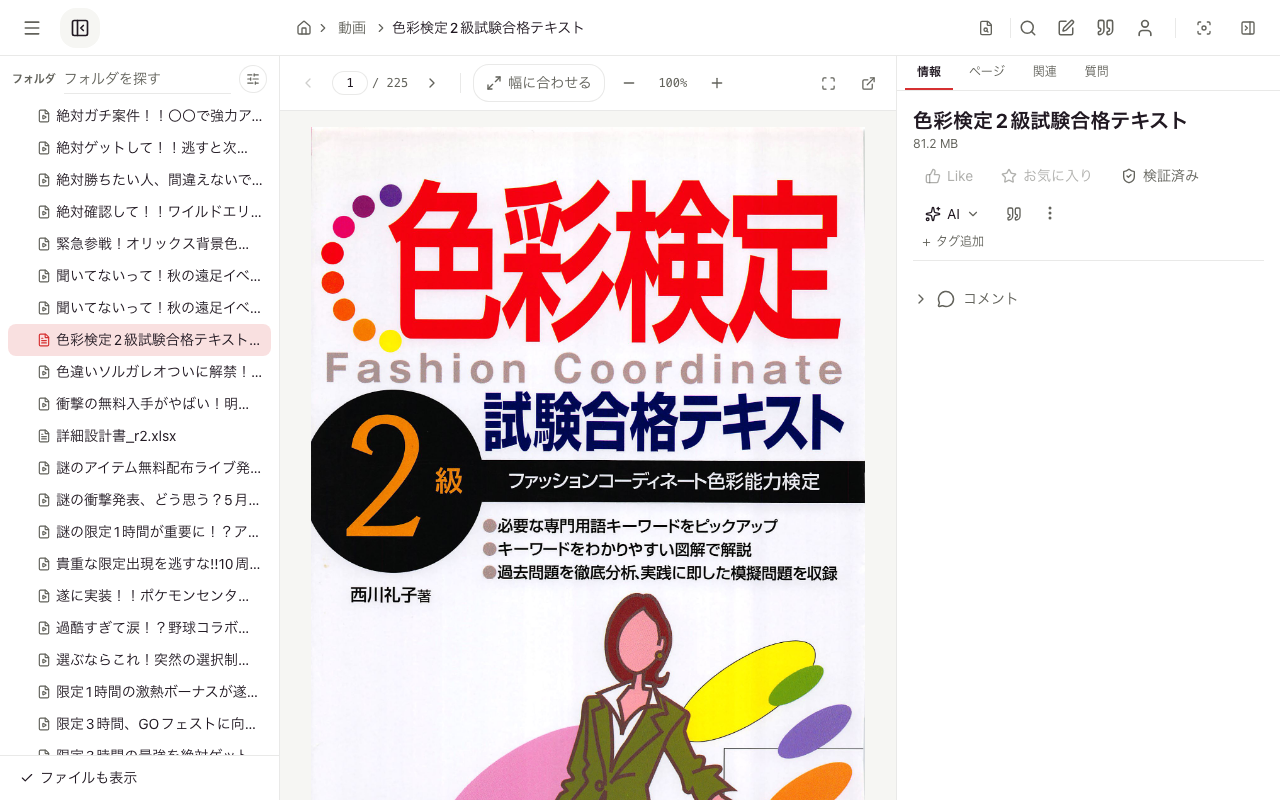 動画
色彩検定2級試験合格テキスト
フォルダ
フォルダを探す
絶対ガチ案件！！〇〇で強力ア...
絶対ゲットして！！逃すと次...
絶対勝ちたい人、間違えないで...
絶対確認して！！ワイルドエリ...
緊急参戦！オリックス背景色...
聞いてないって！秋の遠足イベ...
聞いてないって！秋の遠足イベ...
色彩検定2級試験合格テキスト...
色違いソルガレオついに解禁！...
衝撃の無料入手がやばい！明...
詳細設計書_r2.xlsx
謎のアイテム無料配布ライブ発...
謎の衝撃発表、どう思う？5月...
謎の限定1時間が重要に！？ア...
貴重な限定出現を逃すな!!10周...
遂に実装！！ポケモンセンタ...
過酷すぎて涙！？野球コラボ...
選ぶならこれ！突然の選択制...
限定1時間の激熱ボーナスが遂...
限定3時間、GOフェストに向...
限定3時間の最強を絶対ゲット
ファイルも表示
1 / 225
幅に合わせる
100%
色彩検定
Fashion Coordinate
2級
試験合格テキスト
ファッションコーディネート色彩能力検定
●必要な専門用語キーワードをピックアップ
●キーワードをわかりやすい図解で解説
●過去問題を徹底分析、実践に即した模擬問題を収録
西川礼子著
情報
ページ
関連
質問
色彩検定2級試験合格テキスト
81.2 MB
Like
お気に入り
検証済み
AI
+ タグ追加
コメント